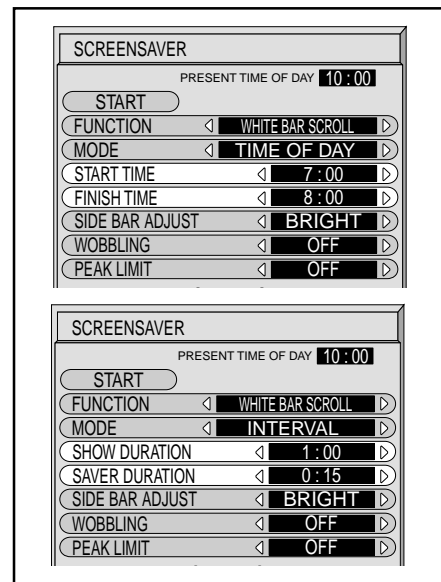 SCREENSAVER
PRESENT TIME OF DAY 10 : 00
START
FUNCTION WHITE BAR SCROLL
MODE TIME OF DAY
START TIME 7 : 00
FINISH TIME 8 : 00
SIDE BAR ADJUST BRIGHT
WOBBLING OFF
PEAK LIMIT OFF
SCREENSAVER
PRESENT TIME OF DAY 10 : 00
START
FUNCTION WHITE BAR SCROLL
MODE INTERVAL
SHOW DURATION 1 : 00
SAVER DURATION 0 : 15
SIDE BAR ADJUST BRIGHT
WOBBLING OFF
PEAK LIMIT OFF